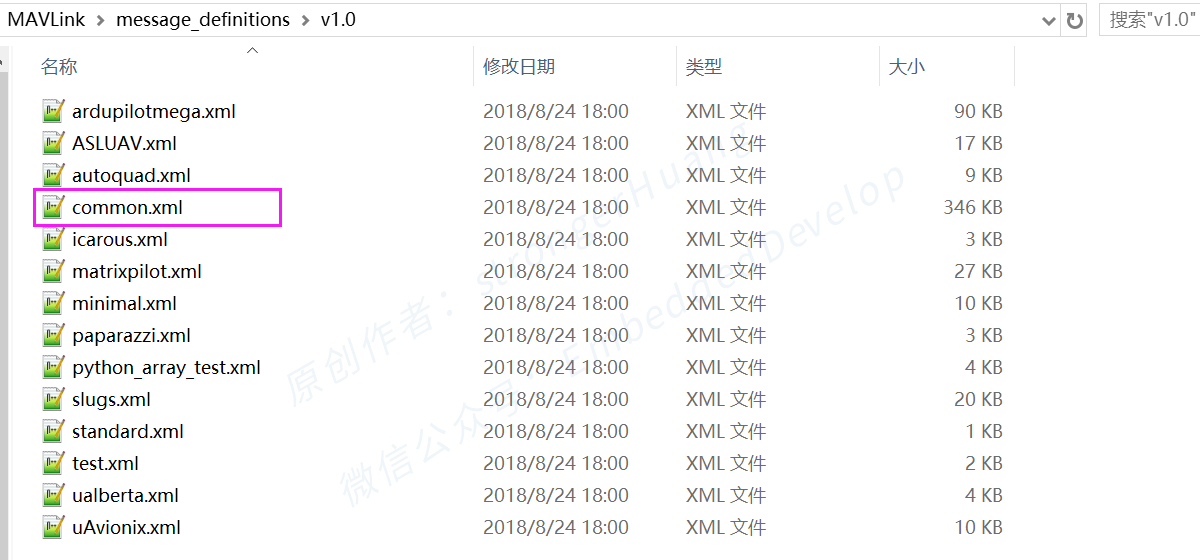 MAVLink > message_definitions > v1.0
搜索"v1.0"
名称 修改日期 类型 大小
ardupilotmega.xml 2018/8/24 18:00 XML 文件 90 KB
ASLUAV.xml 2018/8/24 18:00 XML 文件 17 KB
autoquad.xml 2018/8/24 18:00 XML 文件 9 KB
common.xml 2018/8/24 18:00 XML 文件 346 KB
icarous.xml 2018/8/24 18:00 XML 文件 3 KB
matrixpilot.xml 2018/8/24 18:00 XML 文件 27 KB
minimal.xml 2018/8/24 18:00 XML 文件 10 KB
paparazzi.xml 2018/8/24 18:00 XML 文件 3 KB
python_array_test.xml 2018/8/24 18:00 XML 文件 4 KB
slugs.xml 2018/8/24 18:00 XML 文件 20 KB
standard.xml 2018/8/24 18:00 XML 文件 1 KB
test.xml 2018/8/24 18:00 XML 文件 2 KB
ualberta.xml 2018/8/24 18:00 XML 文件 4 KB
uAvionix.xml 2018/8/24 18:00 XML 文件 10 KB
原创作者：strongerHuang
微信公众号：EmbeddedDevelop